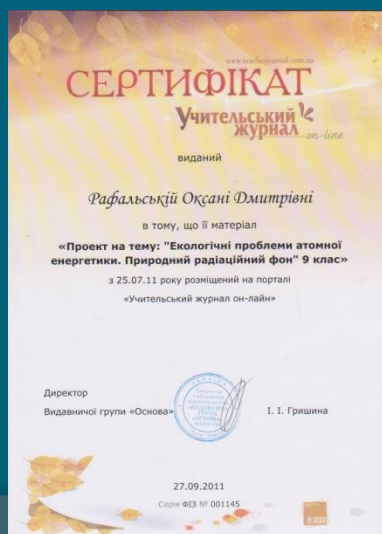 www.teacherjournal.com.ua
СЕРТИФІКАТ
Учительський
журнал on-line
виданий
Рафальській Оксані Дмитрівні
в тому, що її матеріал
«Проект на тему: "Екологічні проблеми атомної
енергетики. Природний радіаційний фон" 9 клас»
з 25.07.11 року розміщений на порталі
«Учительський журнал он-лайн»
Директор
Видавничої групи «Основа»
І. І. Гришина
27.09.2011
Серія ФІЗ № 001145